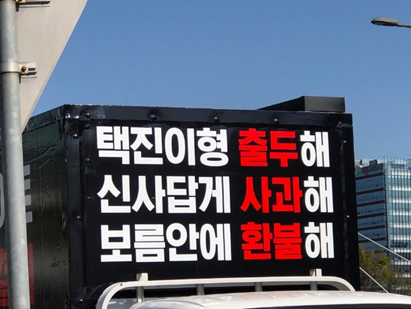 택진이형 출두해
신사답게 사과해
보름안에 환불해